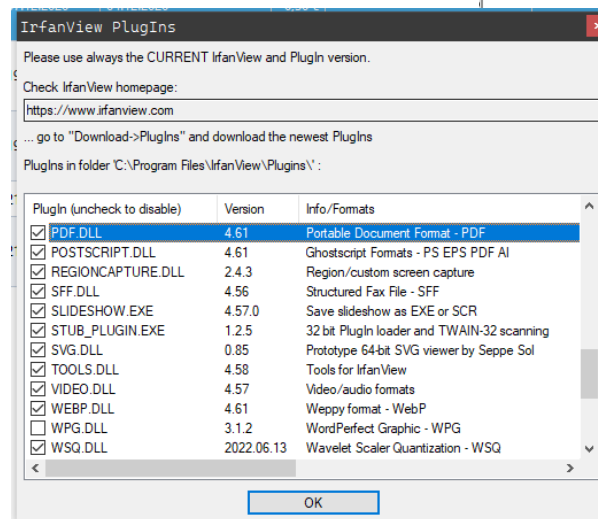 IrfanView PlugIns
Please use always the CURRENT IrfanView and PlugIn version.
Check IrfanView homepage:
https://www.irfanview.com
... go to "Download->PlugIns" and download the newest PlugIns
PlugIns in folder 'C:\Program Files\IrfanView\Plugins\' :
PlugIn (uncheck to disable) Version Info/Formats
PDF.DLL 4.61 Portable Document Format - PDF
POSTSCRIPT.DLL 4.61 Ghostscript Formats - PS EPS PDF AI
REGIONCAPTURE.DLL 2.4.3 Region/custom screen capture
SFF.DLL 4.56 Structured Fax File - SFF
SLIDESHOW.EXE 4.57.0 Save slideshow as EXE or SCR
STUB_PLUGIN.EXE 1.2.5 32 bit PlugIn loader and TWAIN-32 scanning
SVG.DLL 0.85 Prototype 64-bit SVG viewer by Seppe Sol
TOOLS.DLL 4.58 Tools for IrfanView
VIDEO.DLL 4.57 Video/audio formats
WEBP.DLL 4.61 Weppy format - WebP
WPG.DLL 3.1.2 WordPerfect Graphic - WPG
WSQ.DLL 2022.06.13 Wavelet Scaler Quantization - WSQ
OK